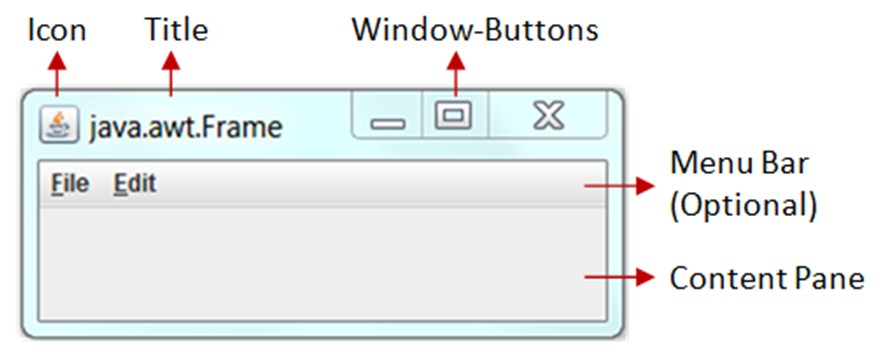 Icon Title Window-Buttons
java.awt.Frame
File Edit
Menu Bar
(Optional)
Content Pane